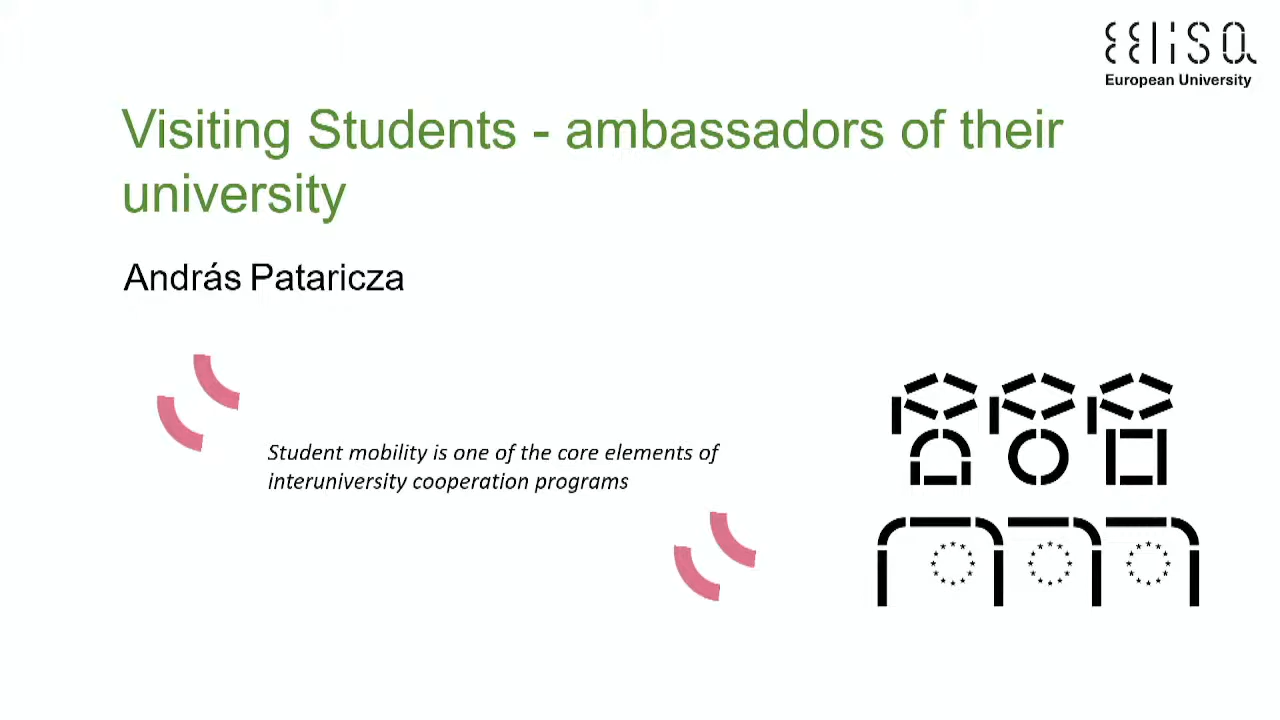 EELISA
European University
Visiting Students - ambassadors of their
university
András Pataricza
Student mobility is one of the core elements of
interuniversity cooperation programs